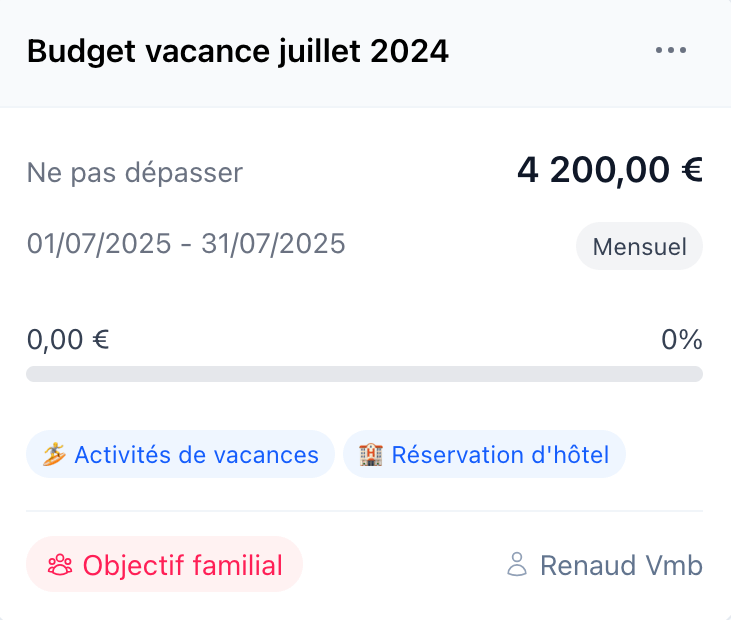 Budget vacance juillet 2024
Ne pas dépasser 4 200,00 €
01/07/2025 - 31/07/2025 Mensuel
0,00 € 0%
Activités de vacances Réservation d'hôtel
Objectif familial Renaud Vmb